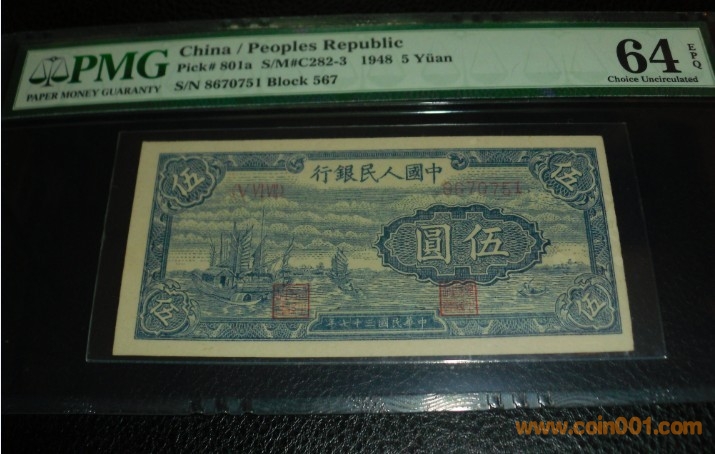 PMG
PAPER MONEY GUARANTY
China / Peoples Republic
Pick# 801a S/M#C282-3 1948 5 Yüan
S/N 8670751 Block 567
64 EPQ
Choice Uncirculated
行銀民人國中
伍
伍
(V VI VII)
8670751
圓伍
伍
伍
年七十三國民華中
www.coin001.com